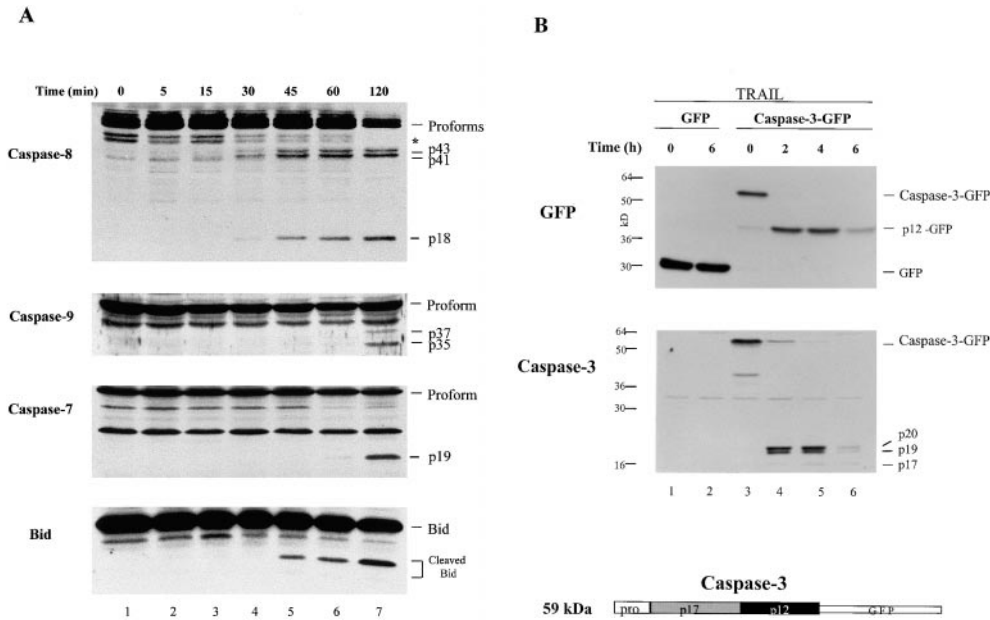 A
Time (min) 0 5 15 30 45 60 120
Caspase-8
Proforms
*
p43
p41
p18
Caspase-9
Proform
p37
p35
Caspase-7
Proform
p19
Bid
Bid
Cleaved
Bid
1 2 3 4 5 6 7
B
TRAIL
GFP Caspase-3-GFP
Time (h) 0 6 0 2 4 6
GFP
64
50
36
30
kD
Caspase-3-GFP
p12 -GFP
GFP
Caspase-3
64
50
36
30
16
Caspase-3-GFP
p20
p19
p17
1 2 3 4 5 6
Caspase-3
59 kDa pro p17 p12 GFP